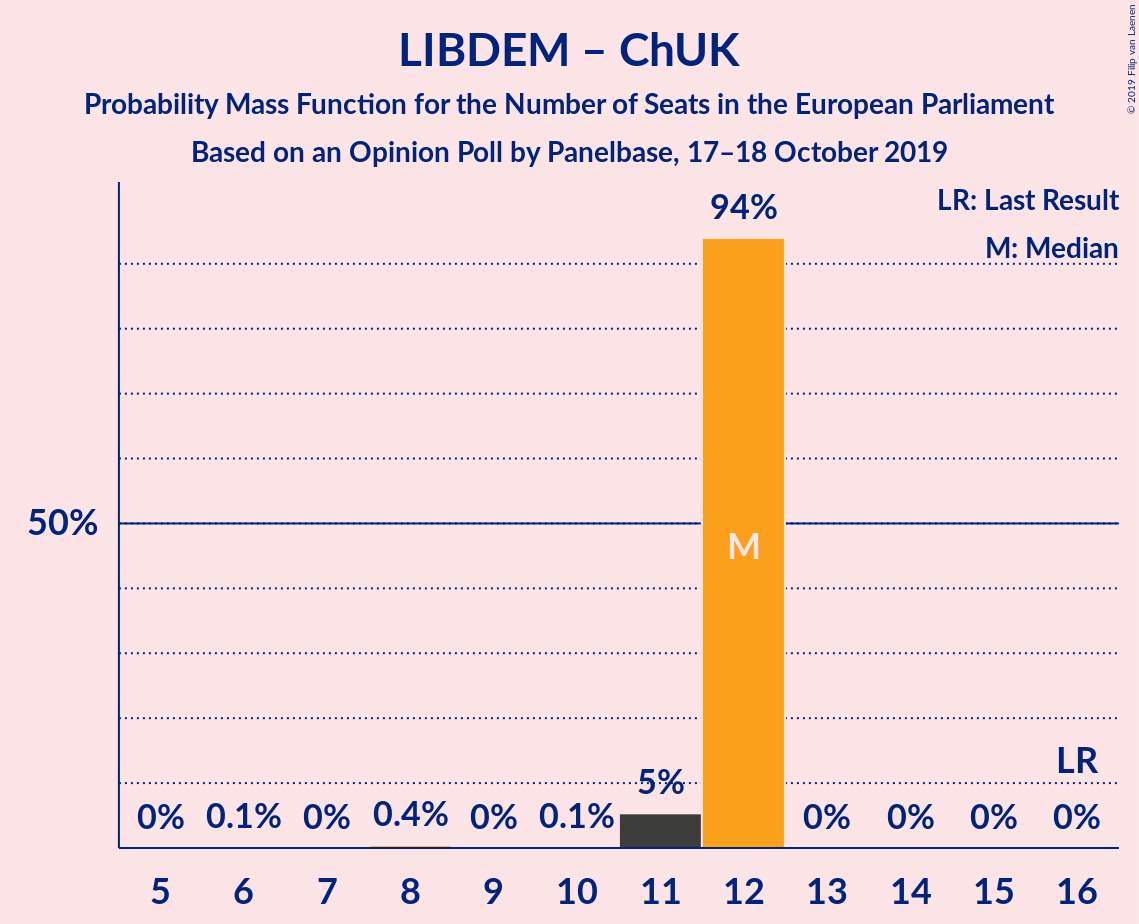 LIBDEM – ChUK
Probability Mass Function for the Number of Seats in the European Parliament
Based on an Opinion Poll by Panelbase, 17–18 October 2019
© 2019 Filip van Laenen
LR: Last Result
M: Median
94%
50%
M
LR
5%
0% 0.1% 0% 0.4% 0% 0.1% 0% 0% 0% 0%
5 6 7 8 9 10 11 12 13 14 15 16